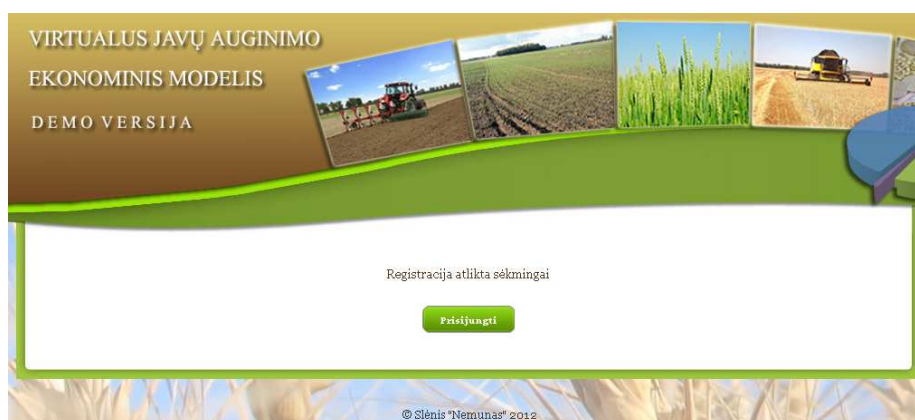 VIRTUALUS JAVŲ AUGINIMO
EKONOMINIS MODELIS
DEMO VERSIJA
Registracija atlikta sėkmingai
Prisijungti
© Slėnis "Nemunas" 2012